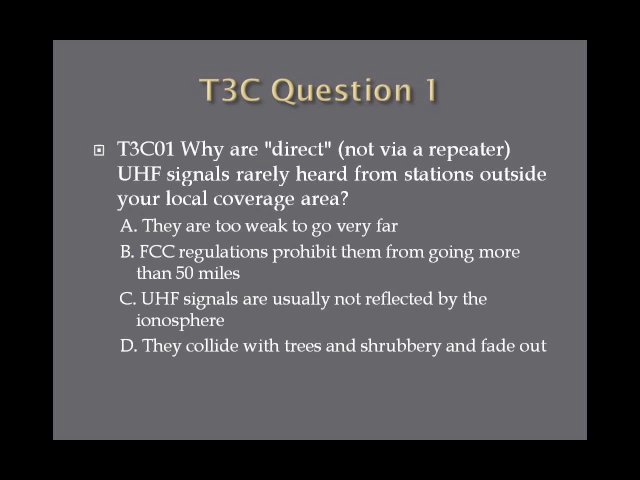 T3C Question 1
T3C01 Why are "direct" (not via a repeater)
UHF signals rarely heard from stations outside
your local coverage area?
A. They are too weak to go very far
B. FCC regulations prohibit them from going more
than 50 miles
C. UHF signals are usually not reflected by the
ionosphere
D. They collide with trees and shrubbery and fade out